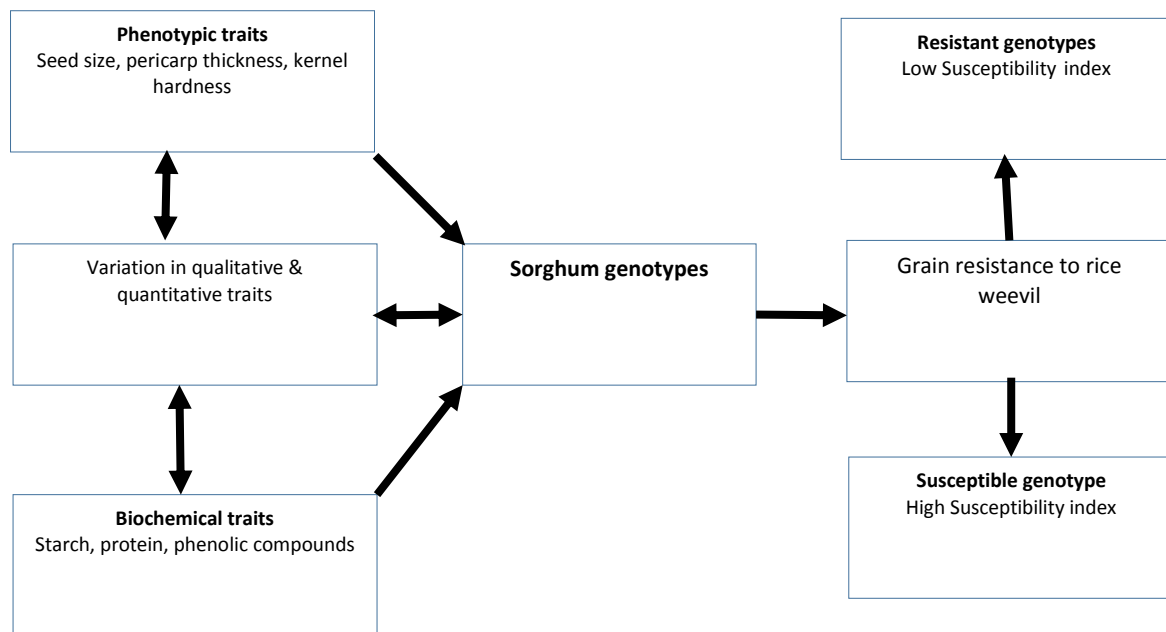 Phenotypic traits
Seed size, pericarp thickness, kernel
hardness
Variation in qualitative &
quantitative traits
Biochemical traits
Starch, protein, phenolic compounds
Sorghum genotypes
Resistant genotypes
Low Susceptibility index
Grain resistance to rice
weevil
Susceptible genotype
High Susceptibility index